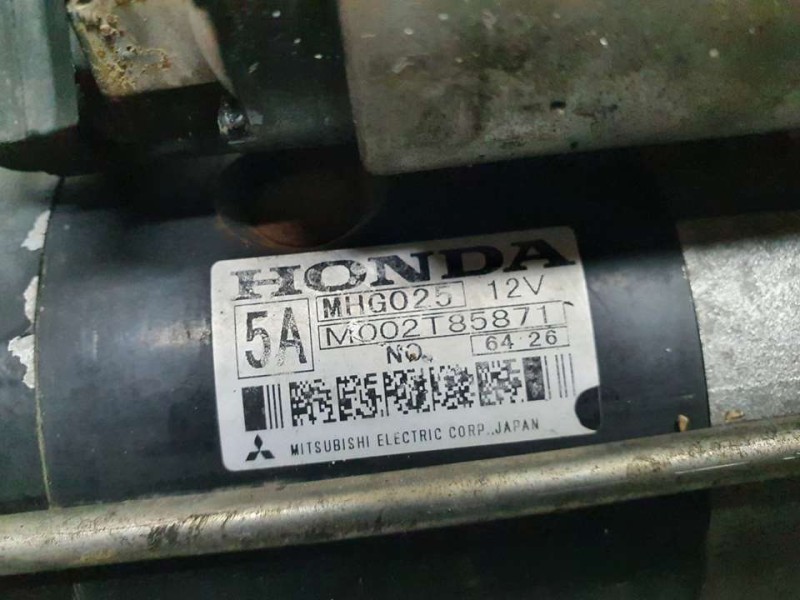 HONDA
5A
MHG025 12V
M002T85871
NO. 64 26
MITSUBISHI ELECTRIC CORP.,JAPAN